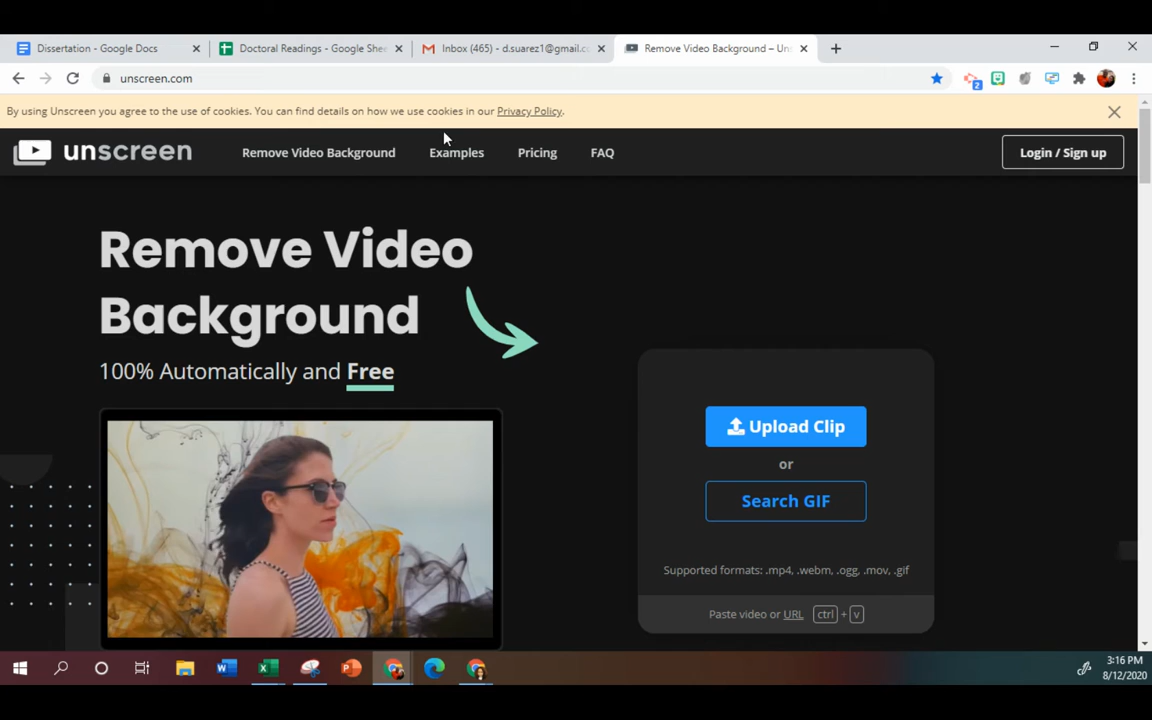 Dissertation - Google Docs
Doctoral Readings - Google Shee
Inbox (465) - d.suarez1@gmail.c
Remove Video Background – Un
unscreen.com
2
By using Unscreen you agree to the use of cookies. You can find details on how we use cookies in our Privacy Policy.
unscreen
Remove Video Background
Examples
Pricing
FAQ
Login / Sign up
Remove Video
Background
100% Automatically and Free
Upload Clip
or
Search GIF
Supported formats: .mp4, .webm, .ogg, .mov, .gif
Paste video or URL ctrl + v
3:16 PM
8/12/2020